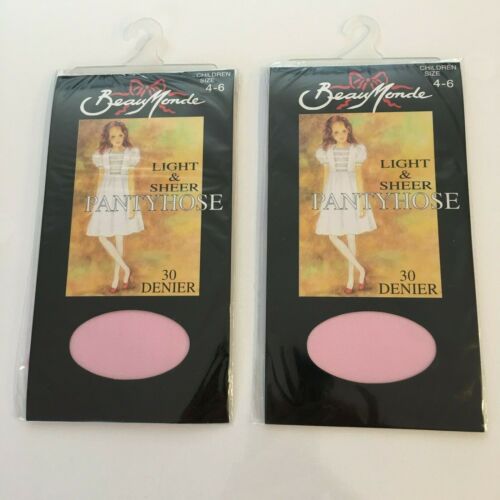 CHILDREN
SIZE
4-6
Beau Monde
LIGHT
&
SHEER
PANTYHOSE
30
DENIER
CHILDREN
SIZE
4-6
Beau Monde
LIGHT
&
SHEER
PANTYHOSE
30
DENIER